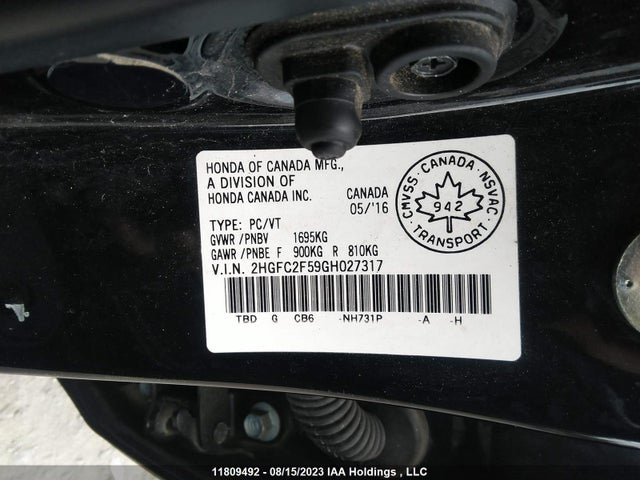 HONDA OF CANADA MFG.,
A DIVISION OF
HONDA CANADA INC.
CANADA
05/'16
TYPE: PC/VT
GVWR /PNBV 1695KG
GAWR /PNBE F 900KG R 810KG
V.I.N. 2HGFC2F59GH027317
TBD G CB6 -NH731P -A -H
CMVSS · CANADA · NSVAC
942
TRANSPORT
11809492 - 08/15/2023 IAA Holdings , LLC